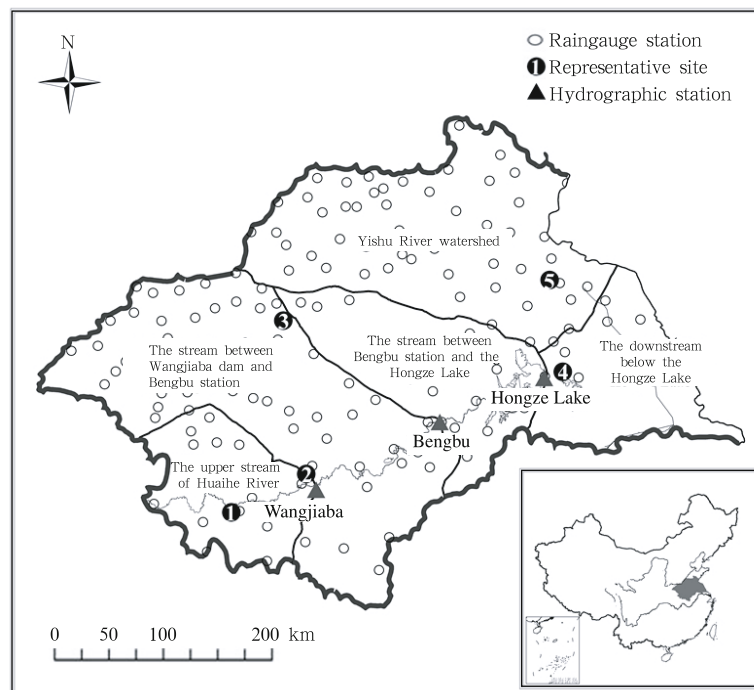 N
Raingauge station
1 Representative site
Hydrographic station
Yishu River watershed
5
3
The stream between
Wangjiaba dam and
Bengbu station
The stream between
Bengbu station and the
Hongze Lake
The downstream
below the
Hongze Lake
4
Hongze Lake
Bengbu
The upper stream
of Huaihe River
2
1
Wangjiaba
0 50 100 200 km